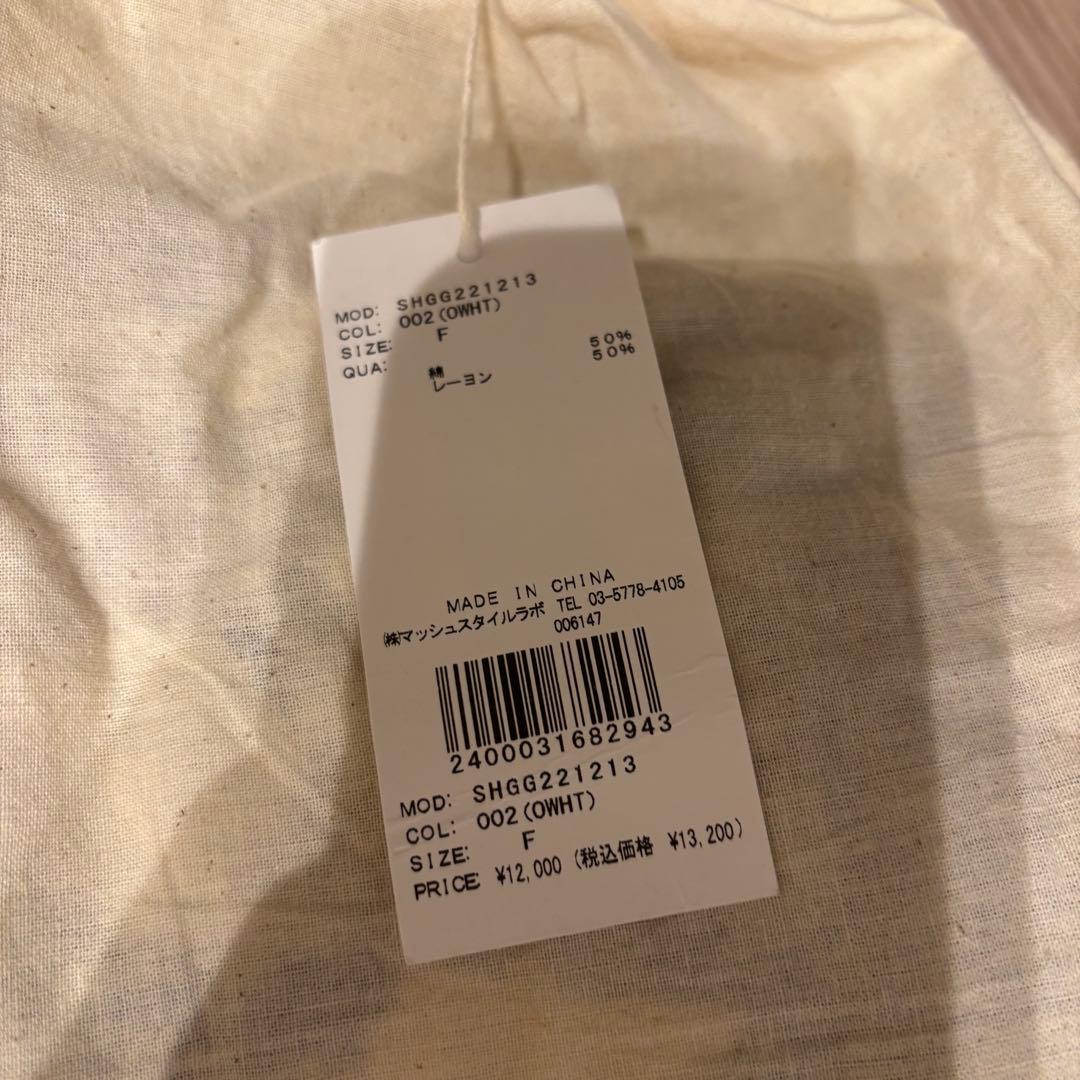 MOD: SHGG221213
COL: 002(OWHT)
SIZE: F
QUA: 綿 50%
レーヨン 50%
MADE IN CHINA
㈱マッシュスタイルラボ TEL 03-5778-4105
006147
2400031682943
MOD: SHGG221213
COL: 002(OWHT)
SIZE: F
PRICE: ¥12,000 (税込価格 ¥13,200)